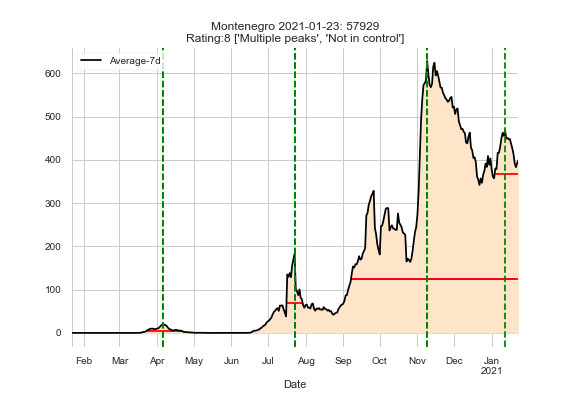 Montenegro 2021-01-23: 57929
Rating:8 ['Multiple peaks', 'Not in control']
Average-7d
600
500
400
300
200
100
0
Feb Mar Apr May Jun Jul Aug Sep Oct Nov Dec Jan
2021
Date